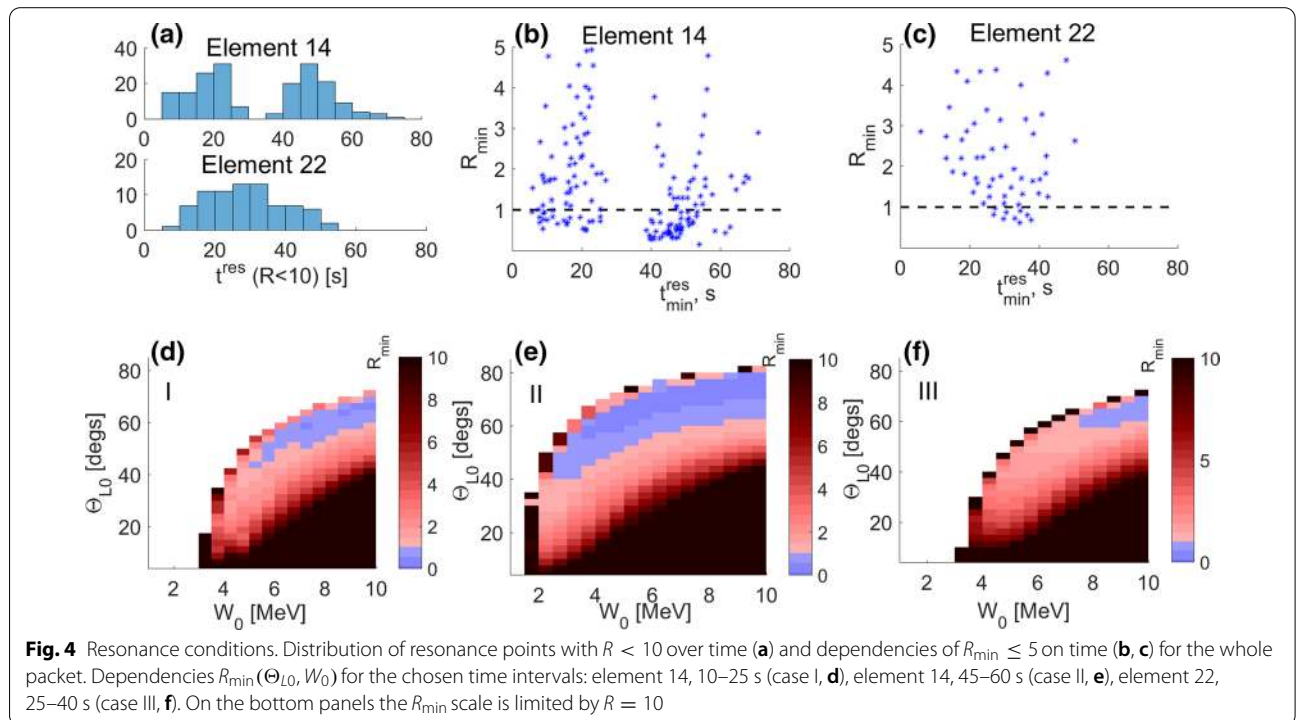 (a)
Element 14
40
20
0
0 20 40 60 80
Element 22
20
10
0
0 20 40 60 80
t^res (R<10) [s]
(b)
Element 14
5
4
3
2
1
R_min
0 20 40 60 80
t_min^res, s
(c)
Element 22
5
4
3
2
1
R_min
0 20 40 60 80
t_min^res, s
(d)
I
80
60
40
20
Θ_L0 [degs]
2 4 6 8 10
W_0 [MeV]
R_min
10
8
6
4
2
0
(e)
II
80
60
40
20
Θ_L0 [degs]
2 4 6 8 10
W_0 [MeV]
R_min
10
8
6
4
2
0
(f)
III
80
60
40
20
Θ_L0 [degs]
2 4 6 8 10
W_0 [MeV]
R_min
10
5
0
Fig. 4 Resonance conditions. Distribution of resonance points with R < 10 over time (a) and dependencies of R_min ≤ 5 on time (b, c) for the whole
packet. Dependencies R_min(Θ_L0, W_0) for the chosen time intervals: element 14, 10–25 s (case I, d), element 14, 45–60 s (case II, e), element 22,
25–40 s (case III, f). On the bottom panels the R_min scale is limited by R = 10